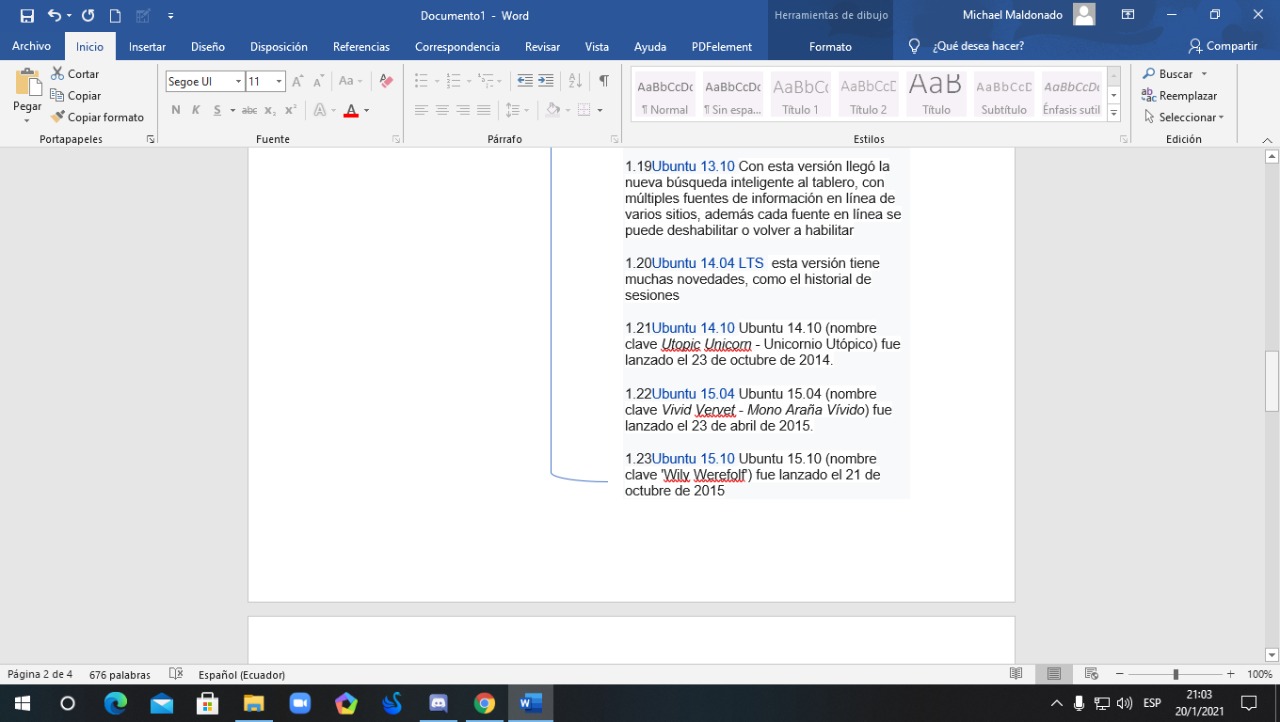 Documento1 - Word
Herramientas de dibujo
Michael Maldonado
Archivo Inicio Insertar Diseño Disposición Referencias Correspondencia Revisar Vista Ayuda PDFelement Formato ¿Qué desea hacer? Compartir
Pegar
Cortar
Copiar
Copiar formato
Portapapeles
Segoe UI 11
N K S abc x₂ x²
Fuente
Párrafo
AaBbCcDc AaBbCcDc AaBbC( AaBbCcD AaB AaBbCcD AaBbCcDc
¶ Normal ¶ Sin espa... Título 1 Título 2 Título Subtítulo Énfasis sutil
Estilos
Buscar
Reemplazar
Seleccionar
Edición
1.19Ubuntu 13.10 Con esta versión llegó la
nueva búsqueda inteligente al tablero, con
múltiples fuentes de información en línea de
varios sitios, además cada fuente en línea se
puede deshabilitar o volver a habilitar
1.20Ubuntu 14.04 LTS esta versión tiene
muchas novedades, como el historial de
sesiones
1.21Ubuntu 14.10 Ubuntu 14.10 (nombre
clave Utopic Unicorn - Unicornio Utópico) fue
lanzado el 23 de octubre de 2014.
1.22Ubuntu 15.04 Ubuntu 15.04 (nombre
clave Vivid Vervet - Mono Araña Vívido) fue
lanzado el 23 de abril de 2015.
1.23Ubuntu 15.10 Ubuntu 15.10 (nombre
clave 'Wily Werefolf') fue lanzado el 21 de
octubre de 2015
Página 2 de 4 676 palabras Español (Ecuador) 100%
ESP
21:03
20/1/2021